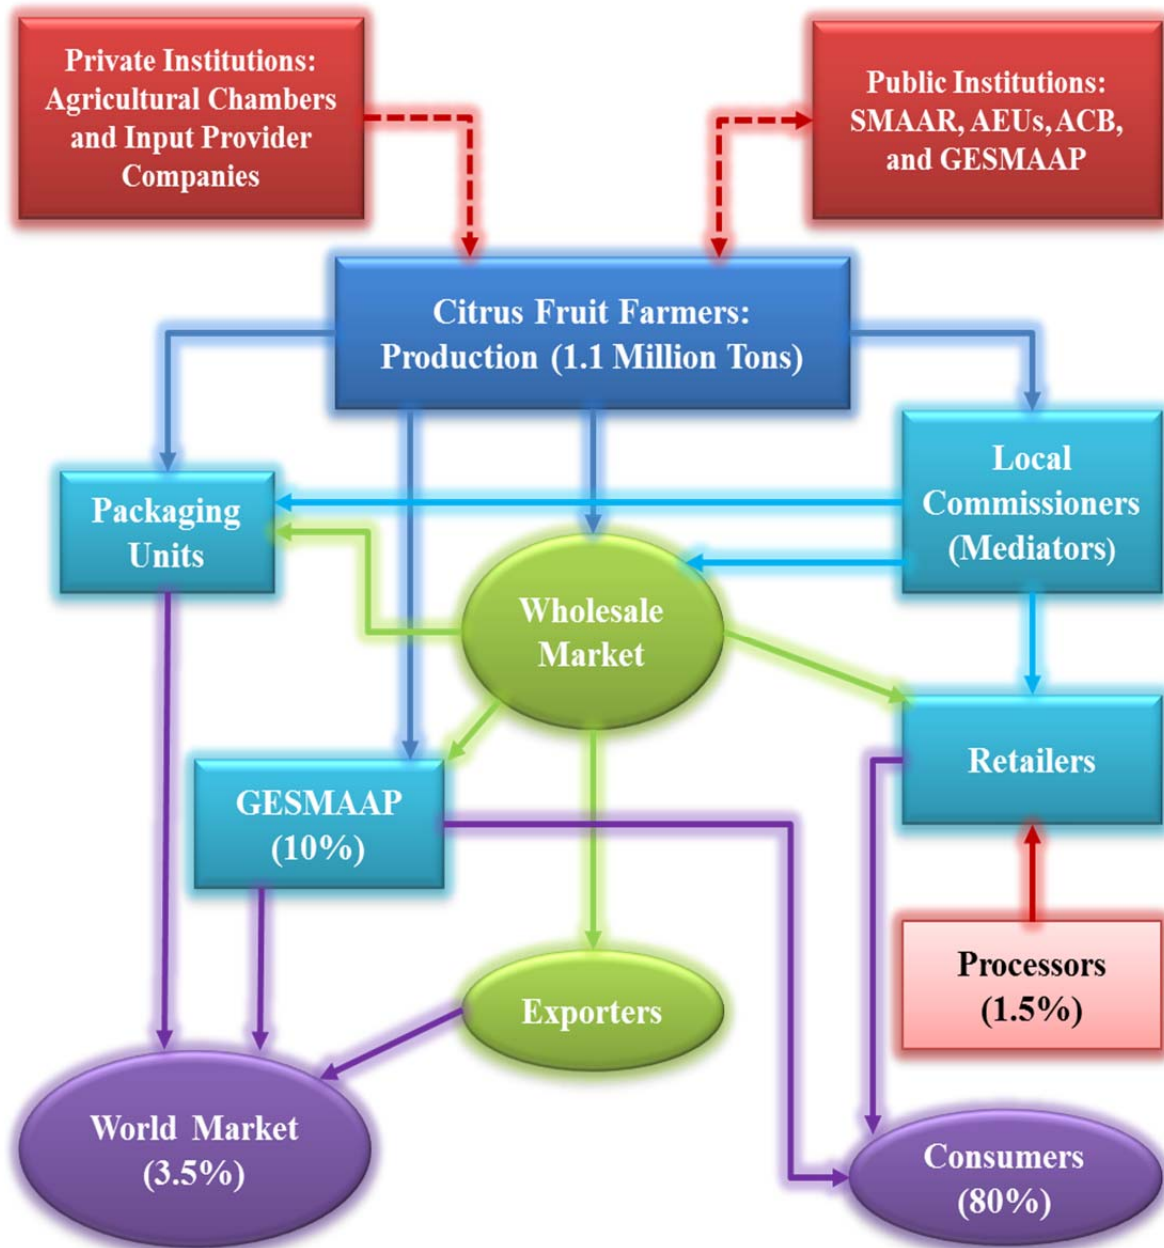 Private Institutions:
Agricultural Chambers
and Input Provider
Companies
Public Institutions:
SMAAR, AEUs, ACB,
and GESMAAP
Citrus Fruit Farmers:
Production (1.1 Million Tons)
Local
Commissioners
(Mediators)
Packaging
Units
Wholesale
Market
Retailers
GESMAAP
(10%)
Processors
(1.5%)
Exporters
World Market
(3.5%)
Consumers
(80%)